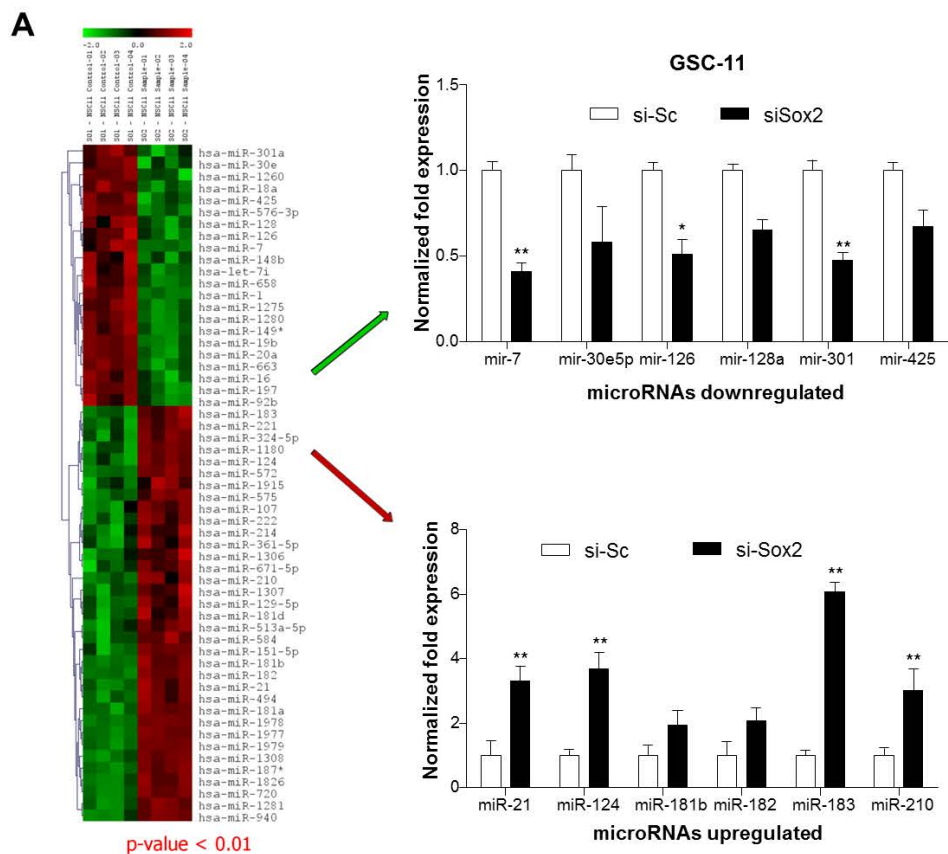 A
-2.0 0.0 2.0
S01 - NSC11 Control-01
S01 - NSC11 Control-02
S01 - NSC11 Control-03
S01 - NSC11 Control-04
S02 - NSC11 Sample-01
S02 - NSC11 Sample-02
S02 - NSC11 Sample-03
S02 - NSC11 Sample-04
hsa-miR-301a
hsa-miR-30e
hsa-miR-1260
hsa-miR-18a
hsa-miR-425
hsa-miR-576-3p
hsa-miR-128
hsa-miR-126
hsa-miR-7
hsa-miR-148b
hsa-let-7i
hsa-miR-658
hsa-miR-1
hsa-miR-1275
hsa-miR-1280
hsa-miR-149*
hsa-miR-19b
hsa-miR-20a
hsa-miR-663
hsa-miR-16
hsa-miR-197
hsa-miR-92b
hsa-miR-183
hsa-miR-221
hsa-miR-324-5p
hsa-miR-1180
hsa-miR-124
hsa-miR-572
hsa-miR-1915
hsa-miR-575
hsa-miR-107
hsa-miR-222
hsa-miR-214
hsa-miR-361-5p
hsa-miR-1306
hsa-miR-671-5p
hsa-miR-210
hsa-miR-1307
hsa-miR-129-5p
hsa-miR-181d
hsa-miR-513a-5p
hsa-miR-584
hsa-miR-151-5p
hsa-miR-181b
hsa-miR-182
hsa-miR-21
hsa-miR-494
hsa-miR-181a
hsa-miR-1978
hsa-miR-1977
hsa-miR-1979
hsa-miR-1308
hsa-miR-187*
hsa-miR-1826
hsa-miR-720
hsa-miR-1281
hsa-miR-940
p-value < 0.01
GSC-11
si-Sc siSox2
Normalized fold expression
1.5
1.0
0.5
0.0
** * **
mir-7 mir-30e5p mir-126 mir-128a mir-301 mir-425
microRNAs downregulated
si-Sc si-Sox2
Normalized fold expression
8
6
4
2
0
** ** ** **
miR-21 miR-124 miR-181b miR-182 miR-183 miR-210
microRNAs upregulated